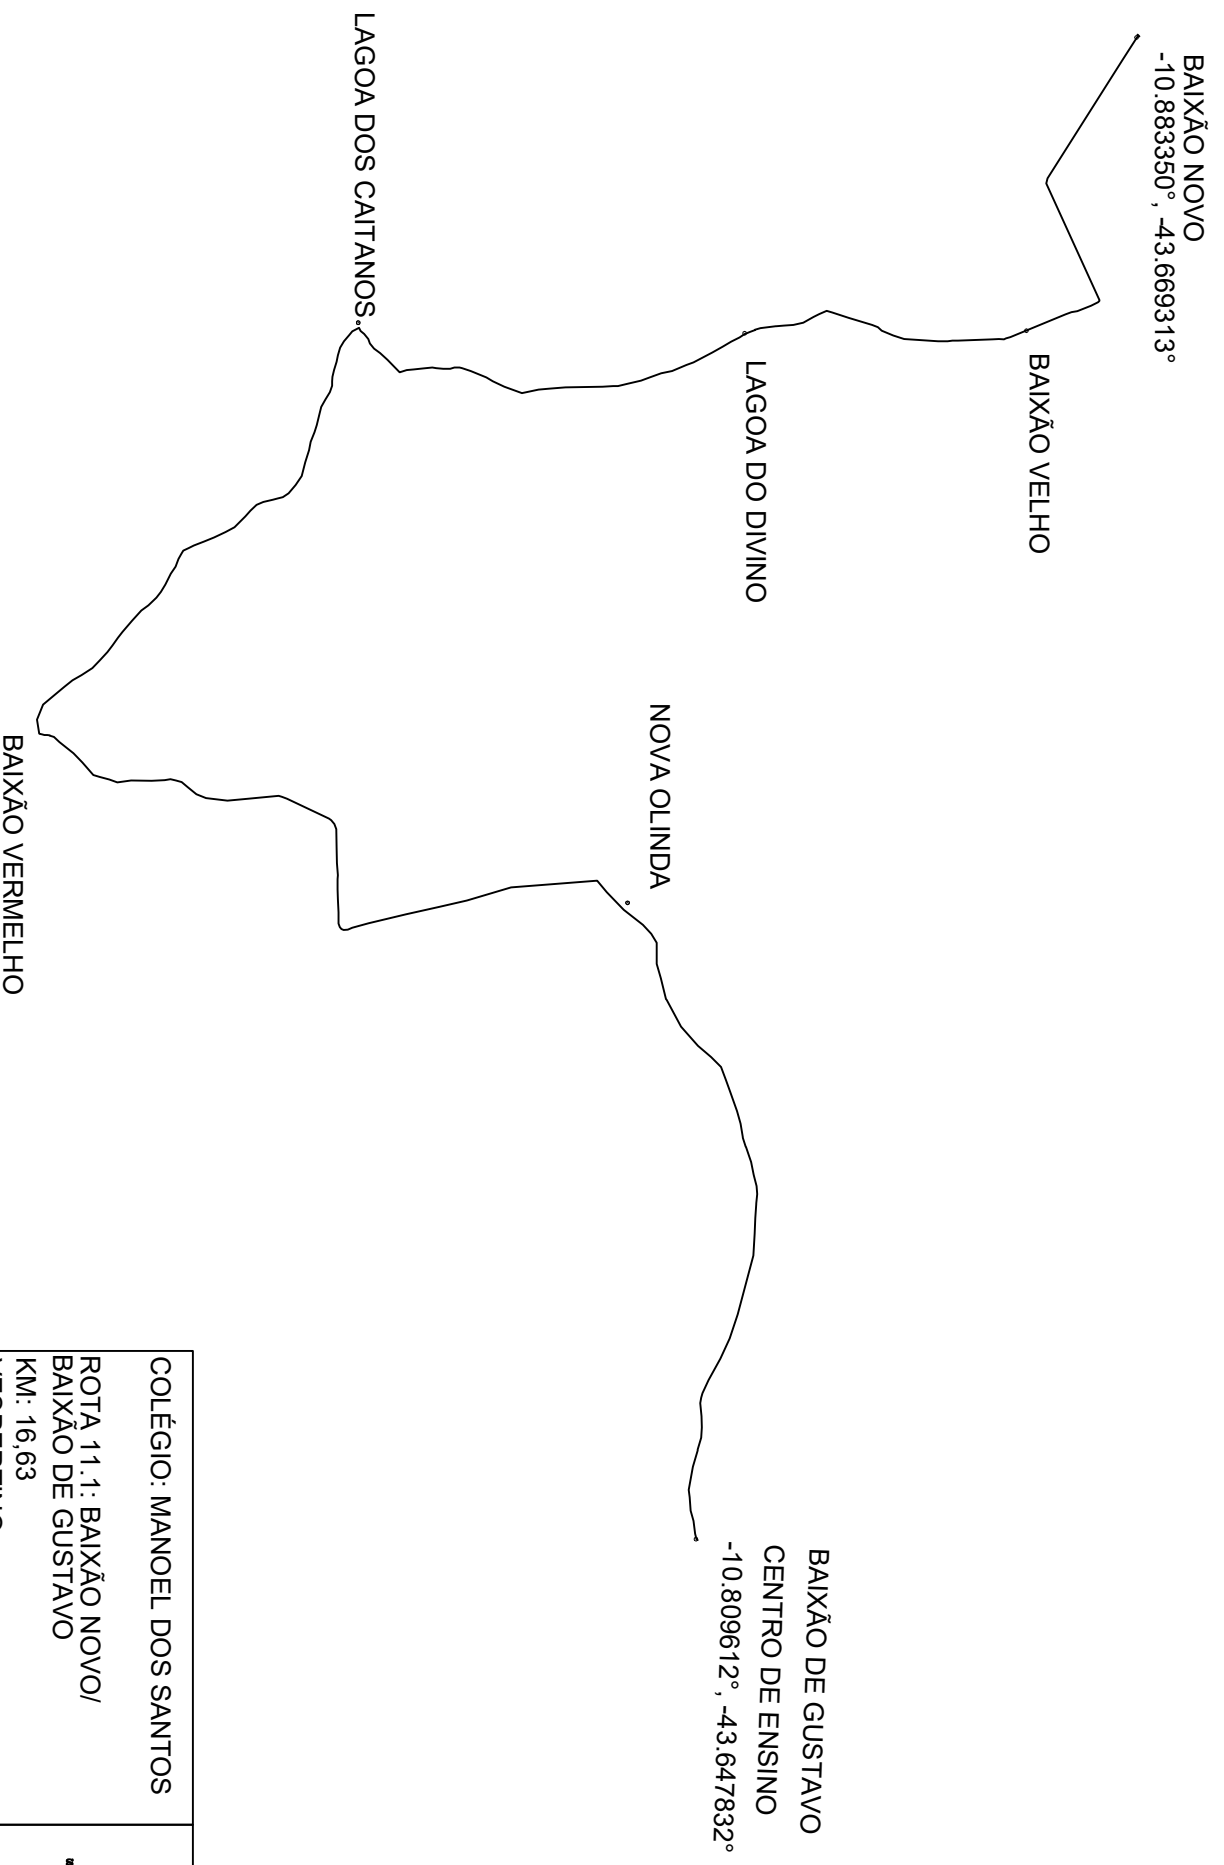 BAIXÃO NOVO
-10.883350°, -43.669313°
BAIXÃO VELHO
LAGOA DO DIVINO
LAGOA DOS CAITANOS
NOVA OLINDA
BAIXÃO VERMELHO
BAIXÃO DE GUSTAVO
CENTRO DE ENSINO
-10.809612°, -43.647832°
COLÉGIO: MANOEL DOS SANTOS
ROTA 11.1: BAIXÃO NOVO/
BAIXÃO DE GUSTAVO
KM: 16,63